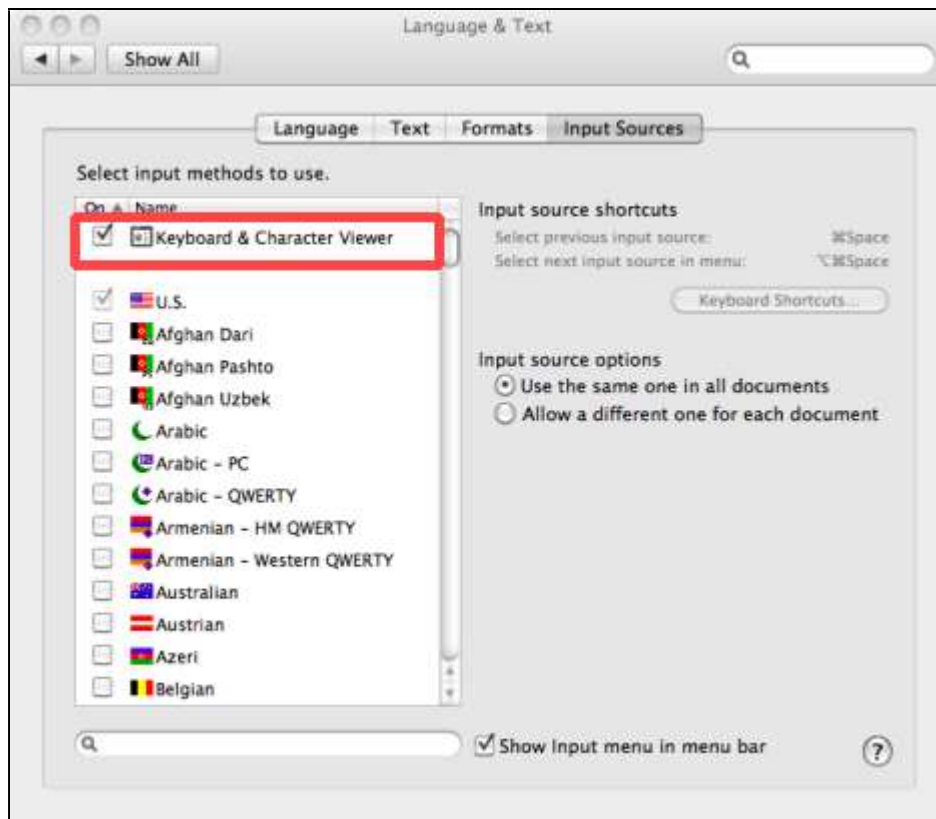 Language & Text
Show All
Language Text Formats Input Sources
Select input methods to use.
On Name
Keyboard & Character Viewer
U.S.
Afghan Dari
Afghan Pashto
Afghan Uzbek
Arabic
Arabic - PC
Arabic - QWERTY
Armenian - HM QWERTY
Armenian - Western QWERTY
Australian
Austrian
Azeri
Belgian
Input source shortcuts
Select previous input source: ⌘Space
Select next input source in menu: ⌥⌘Space
Keyboard Shortcuts...
Input source options
Use the same one in all documents
Allow a different one for each document
Show Input menu in menu bar
?